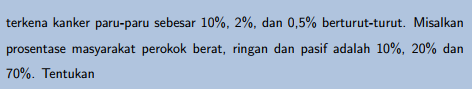 terkena kanker paru-paru sebesar 10%, 2%, dan 0,5% berturut-turut. Misalkan
prosentase masyarakat perokok berat, ringan dan pasif adalah 10%, 20% dan
70%. Tentukan